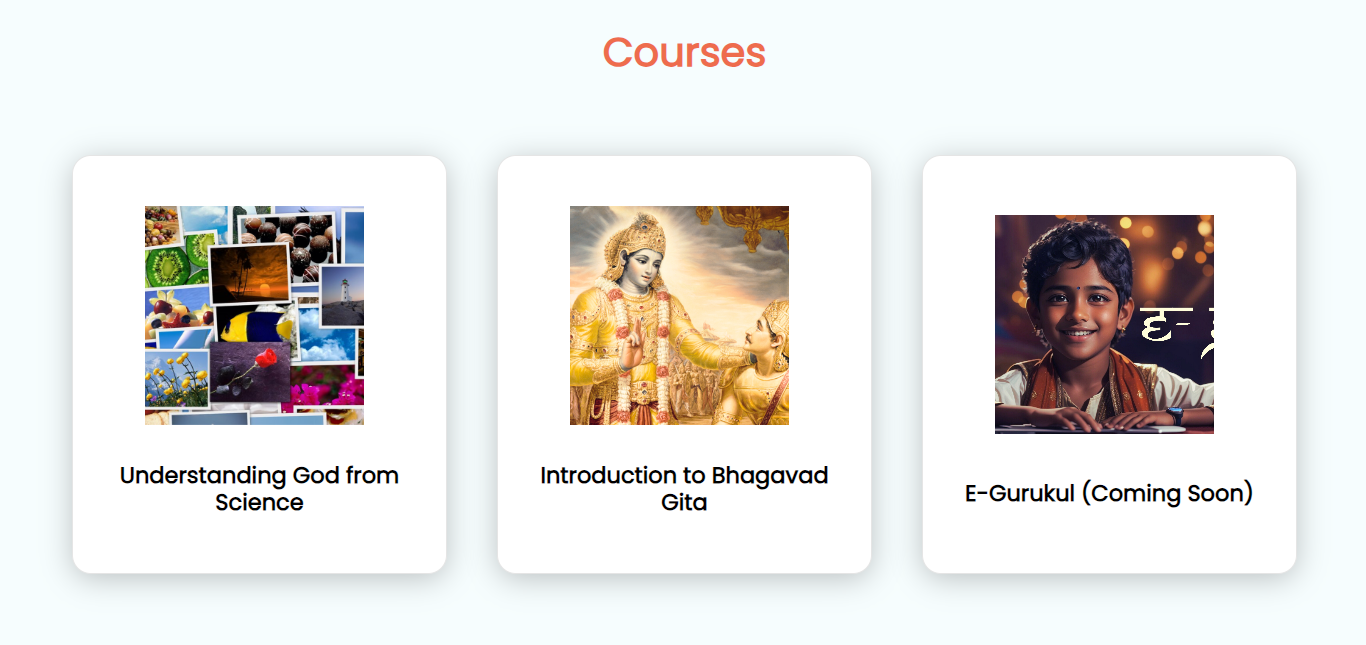 Courses
Understanding God from
Science
Introduction to Bhagavad
Gita
ह-
E-Gurukul (Coming Soon)